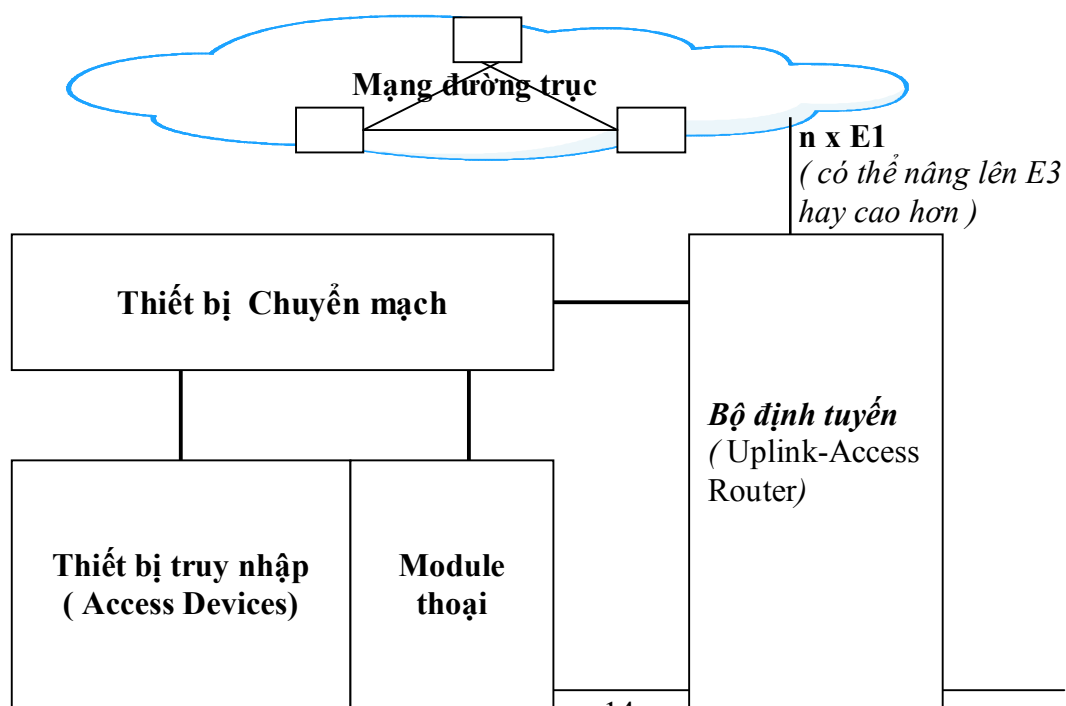 Mạng đường trục
n x E1
( có thể nâng lên E3
hay cao hơn )
Thiết bị  Chuyển mạch
Bộ định tuyến
( Uplink-Access
Router)
Thiết bị truy nhập
( Access Devices)
Module
thoại
14